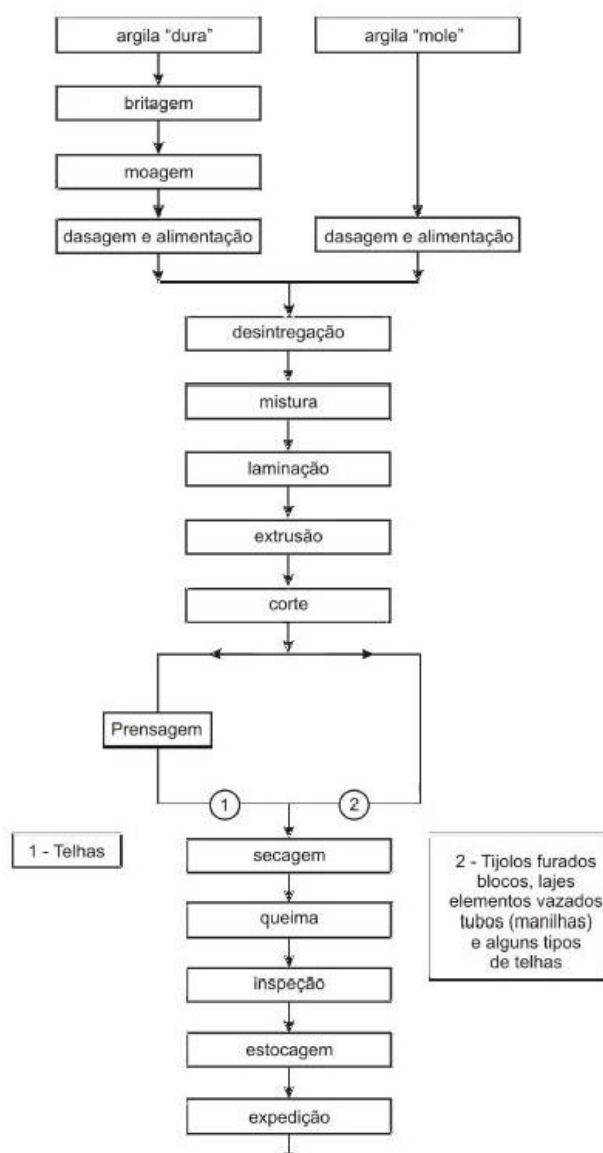 argila “dura”
argila “mole”
britagem
moagem
dasagem e alimentação
dasagem e alimentação
desintregação
mistura
laminação
extrusão
corte
Prensagem
1
2
1 - Telhas
secagem
2 - Tijolos furados
blocos, lajes
elementos vazados
tubos (manilhas)
e alguns tipos
de telhas
queima
inspeção
estocagem
expedição